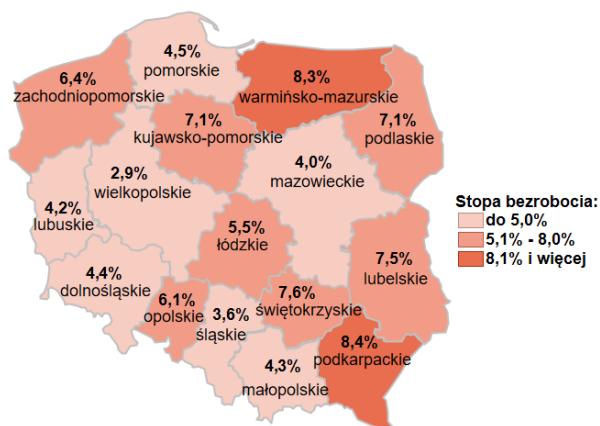 4,5%
pomorskie
6,4%
zachodniopomorskie
8,3%
warmińsko-mazurskie
7,1%
kujawsko-pomorskie
7,1%
podlaskie
2,9%
wielkopolskie
4,0%
mazowieckie
4,2%
lubuskie
5,5%
łódzkie
4,4%
dolnośląskie
7,5%
lubelskie
6,1%
opolskie
3,6%
śląskie
7,6%
świętokrzyskie
8,4%
podkarpackie
4,3%
małopolskie
Stopa bezrobocia:
do 5,0%
5,1% - 8,0%
8,1% i więcej